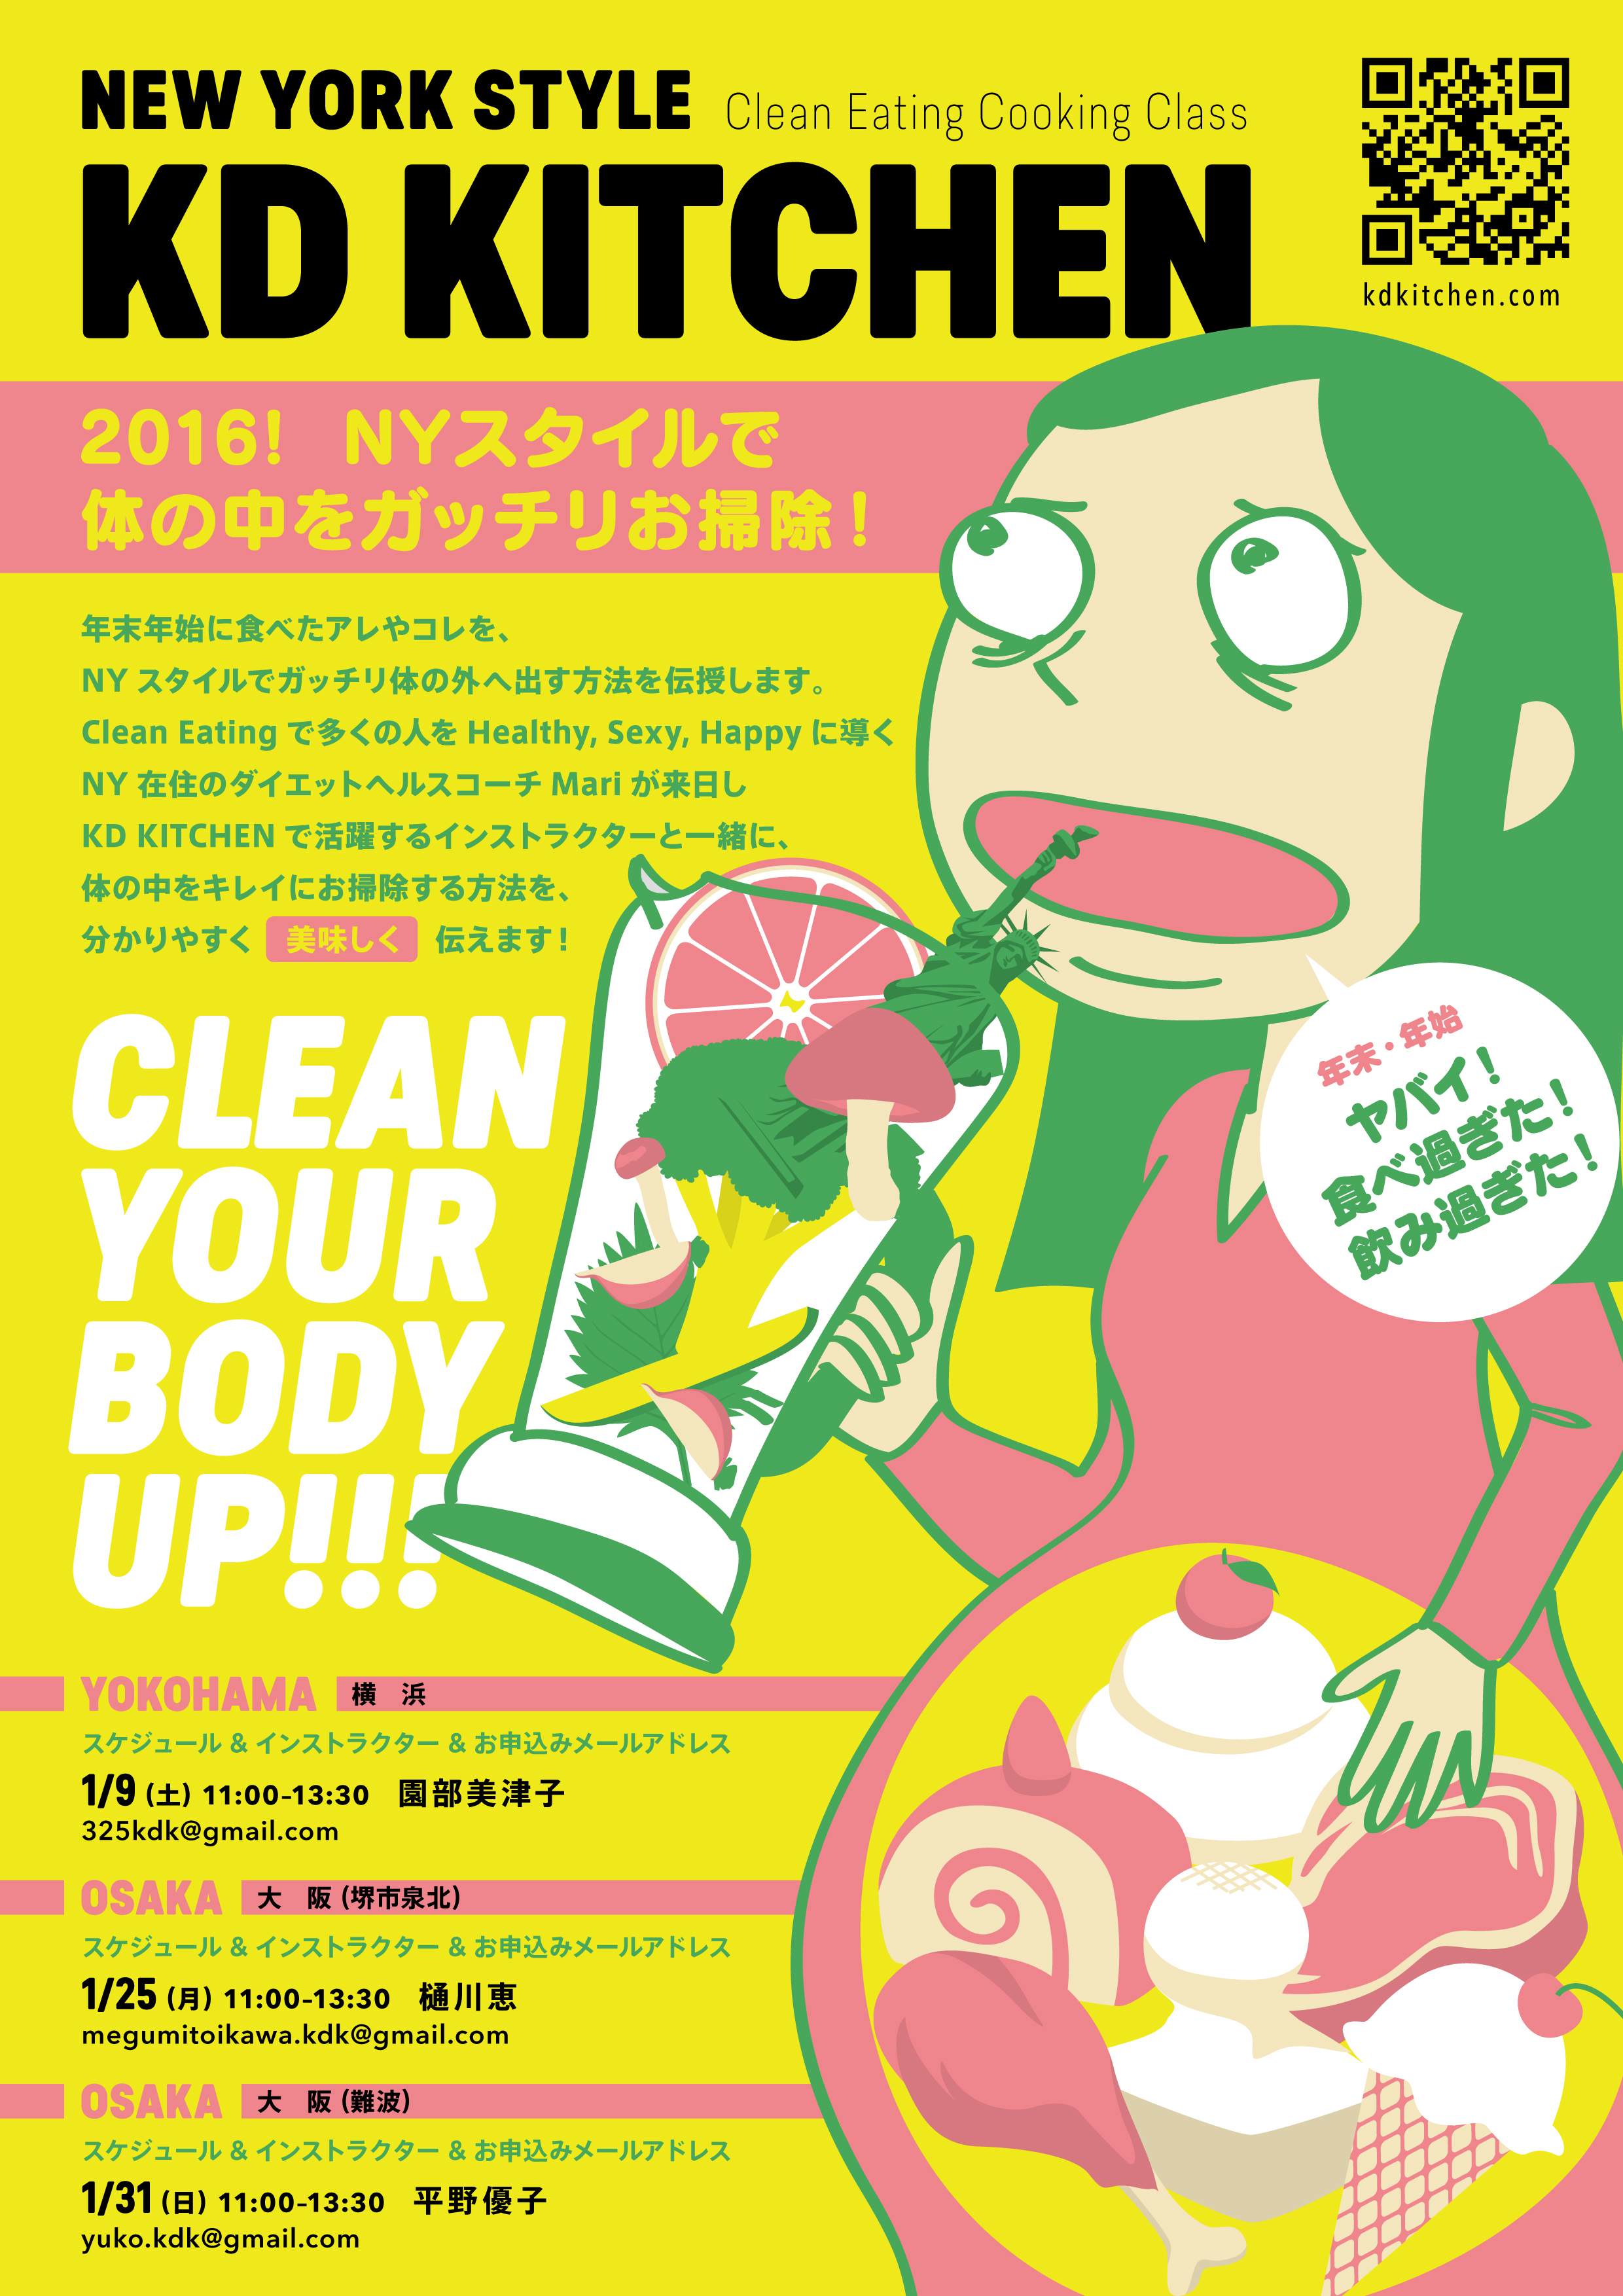 NEW YORK STYLE Clean Eating Cooking Class
KD KITCHEN
kdkitchen.com
2016! NYスタイルで
体の中をガッチリお掃除！
年末年始に食べたアレやコレを、
NY スタイルでガッチリ体の外へ出す方法を伝授します。
Clean Eating で多くの人を Healthy, Sexy, Happy に導く
NY 在住のダイエットヘルスコーチ Mari が来日し
KD KITCHEN で活躍するインストラクターと一緒に、
体の中をキレイにお掃除する方法を、
分かりやすく 美味しく 伝えます！
CLEAN
YOUR
BODY
UP!!!
年末・年始
ヤバイ！
食べ過ぎた！
飲み過ぎた！
YOKOHAMA 横 浜
スケジュール & インストラクター & お申込みメールアドレス
1/9 (土) 11:00-13:30 園部美津子
325kdk@gmail.com
OSAKA 大 阪 (堺市泉北)
スケジュール & インストラクター & お申込みメールアドレス
1/25 (月) 11:00-13:30 樋川恵
megumitoikawa.kdk@gmail.com
OSAKA 大 阪 (難波)
スケジュール & インストラクター & お申込みメールアドレス
1/31 (日) 11:00-13:30 平野優子
yuko.kdk@gmail.com